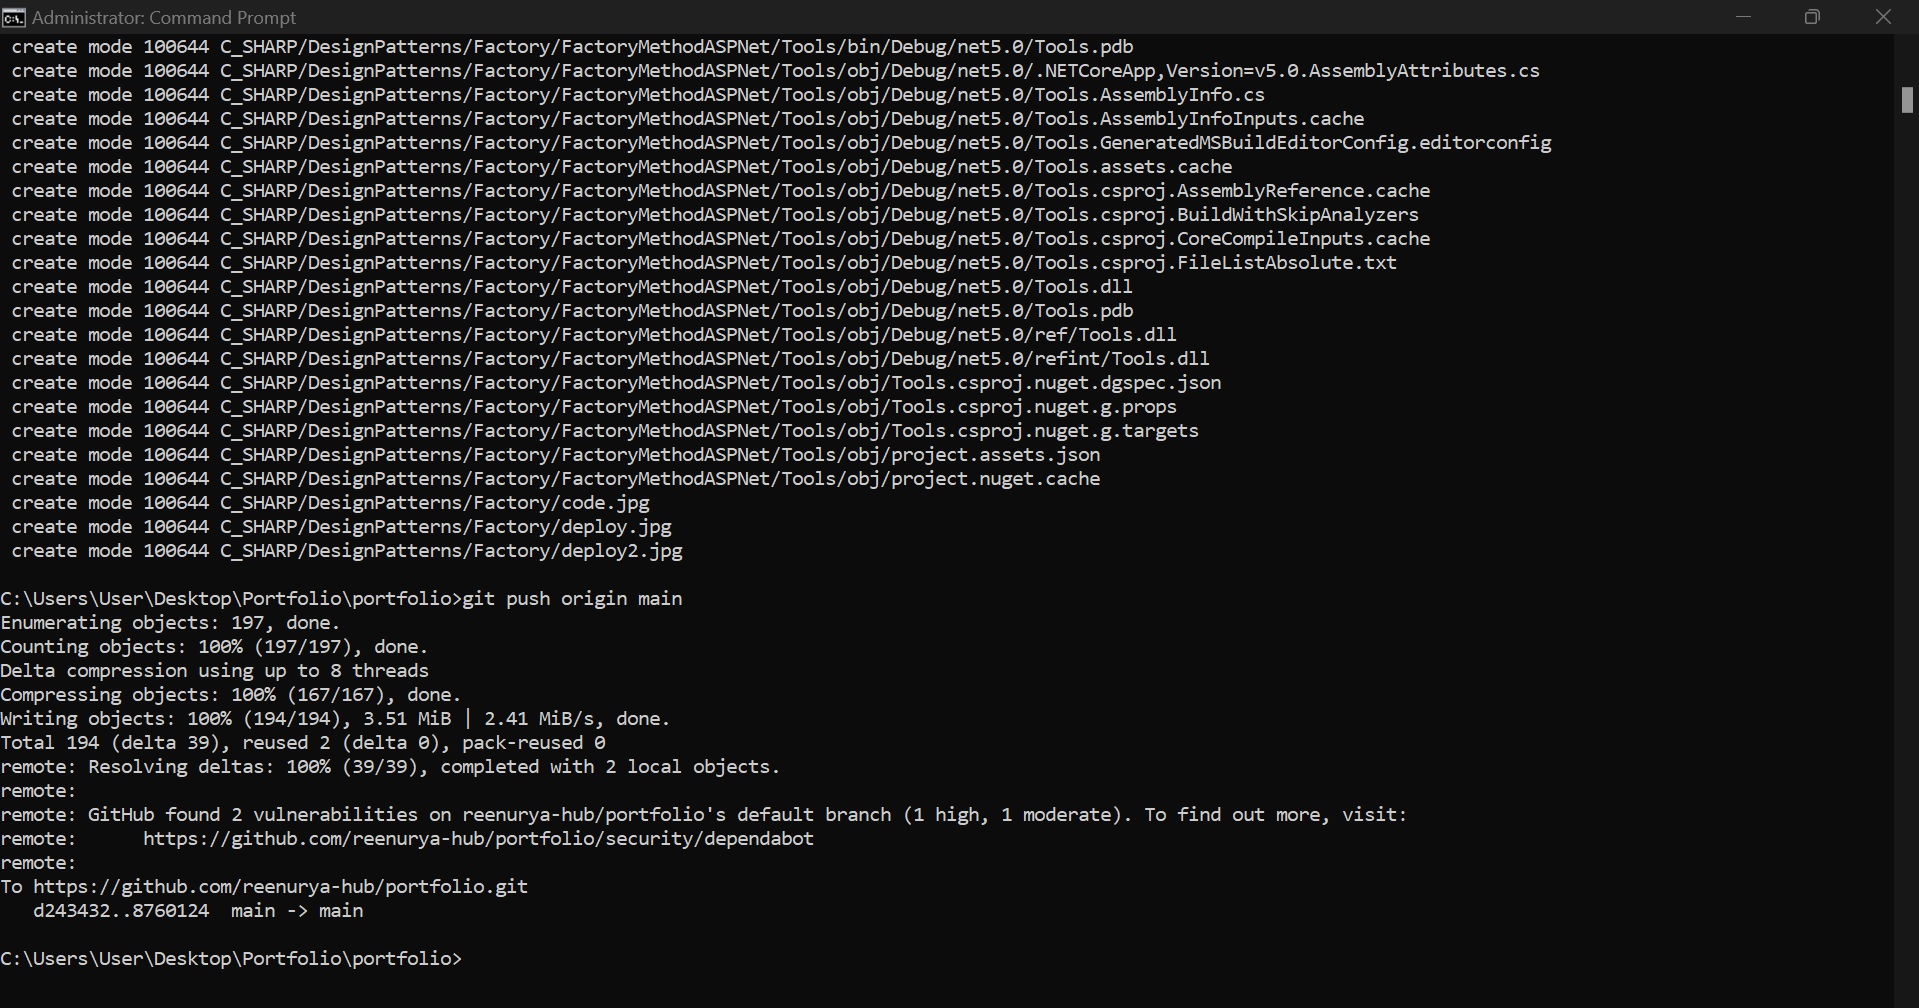 Administrator: Command Prompt
create mode 100644 C_SHARP/DesignPatterns/Factory/FactoryMethodASPNet/Tools/bin/Debug/net5.0/Tools.pdb
create mode 100644 C_SHARP/DesignPatterns/Factory/FactoryMethodASPNet/Tools/obj/Debug/net5.0/.NETCoreApp,Version=v5.0.AssemblyAttributes.cs
create mode 100644 C_SHARP/DesignPatterns/Factory/FactoryMethodASPNet/Tools/obj/Debug/net5.0/Tools.AssemblyInfo.cs
create mode 100644 C_SHARP/DesignPatterns/Factory/FactoryMethodASPNet/Tools/obj/Debug/net5.0/Tools.AssemblyInfoInputs.cache
create mode 100644 C_SHARP/DesignPatterns/Factory/FactoryMethodASPNet/Tools/obj/Debug/net5.0/Tools.GeneratedMSBuildEditorConfig.editorconfig
create mode 100644 C_SHARP/DesignPatterns/Factory/FactoryMethodASPNet/Tools/obj/Debug/net5.0/Tools.assets.cache
create mode 100644 C_SHARP/DesignPatterns/Factory/FactoryMethodASPNet/Tools/obj/Debug/net5.0/Tools.csproj.AssemblyReference.cache
create mode 100644 C_SHARP/DesignPatterns/Factory/FactoryMethodASPNet/Tools/obj/Debug/net5.0/Tools.csproj.BuildWithSkipAnalyzers
create mode 100644 C_SHARP/DesignPatterns/Factory/FactoryMethodASPNet/Tools/obj/Debug/net5.0/Tools.csproj.CoreCompileInputs.cache
create mode 100644 C_SHARP/DesignPatterns/Factory/FactoryMethodASPNet/Tools/obj/Debug/net5.0/Tools.csproj.FileListAbsolute.txt
create mode 100644 C_SHARP/DesignPatterns/Factory/FactoryMethodASPNet/Tools/obj/Debug/net5.0/Tools.dll
create mode 100644 C_SHARP/DesignPatterns/Factory/FactoryMethodASPNet/Tools/obj/Debug/net5.0/Tools.pdb
create mode 100644 C_SHARP/DesignPatterns/Factory/FactoryMethodASPNet/Tools/obj/Debug/net5.0/ref/Tools.dll
create mode 100644 C_SHARP/DesignPatterns/Factory/FactoryMethodASPNet/Tools/obj/Debug/net5.0/refint/Tools.dll
create mode 100644 C_SHARP/DesignPatterns/Factory/FactoryMethodASPNet/Tools/obj/Tools.csproj.nuget.dgspec.json
create mode 100644 C_SHARP/DesignPatterns/Factory/FactoryMethodASPNet/Tools/obj/Tools.csproj.nuget.g.props
create mode 100644 C_SHARP/DesignPatterns/Factory/FactoryMethodASPNet/Tools/obj/Tools.csproj.nuget.g.targets
create mode 100644 C_SHARP/DesignPatterns/Factory/FactoryMethodASPNet/Tools/obj/project.assets.json
create mode 100644 C_SHARP/DesignPatterns/Factory/FactoryMethodASPNet/Tools/obj/project.nuget.cache
create mode 100644 C_SHARP/DesignPatterns/Factory/code.jpg
create mode 100644 C_SHARP/DesignPatterns/Factory/deploy.jpg
create mode 100644 C_SHARP/DesignPatterns/Factory/deploy2.jpg
C:\Users\User\Desktop\Portfolio\portfolio>git push origin main
Enumerating objects: 197, done.
Counting objects: 100% (197/197), done.
Delta compression using up to 8 threads
Compressing objects: 100% (167/167), done.
Writing objects: 100% (194/194), 3.51 MiB | 2.41 MiB/s, done.
Total 194 (delta 39), reused 2 (delta 0), pack-reused 0
remote: Resolving deltas: 100% (39/39), completed with 2 local objects.
remote:
remote: GitHub found 2 vulnerabilities on reenurya-hub/portfolio's default branch (1 high, 1 moderate). To find out more, visit:
remote:      https://github.com/reenurya-hub/portfolio/security/dependabot
remote:
To https://github.com/reenurya-hub/portfolio.git
   d243432..8760124  main -> main
C:\Users\User\Desktop\Portfolio\portfolio>